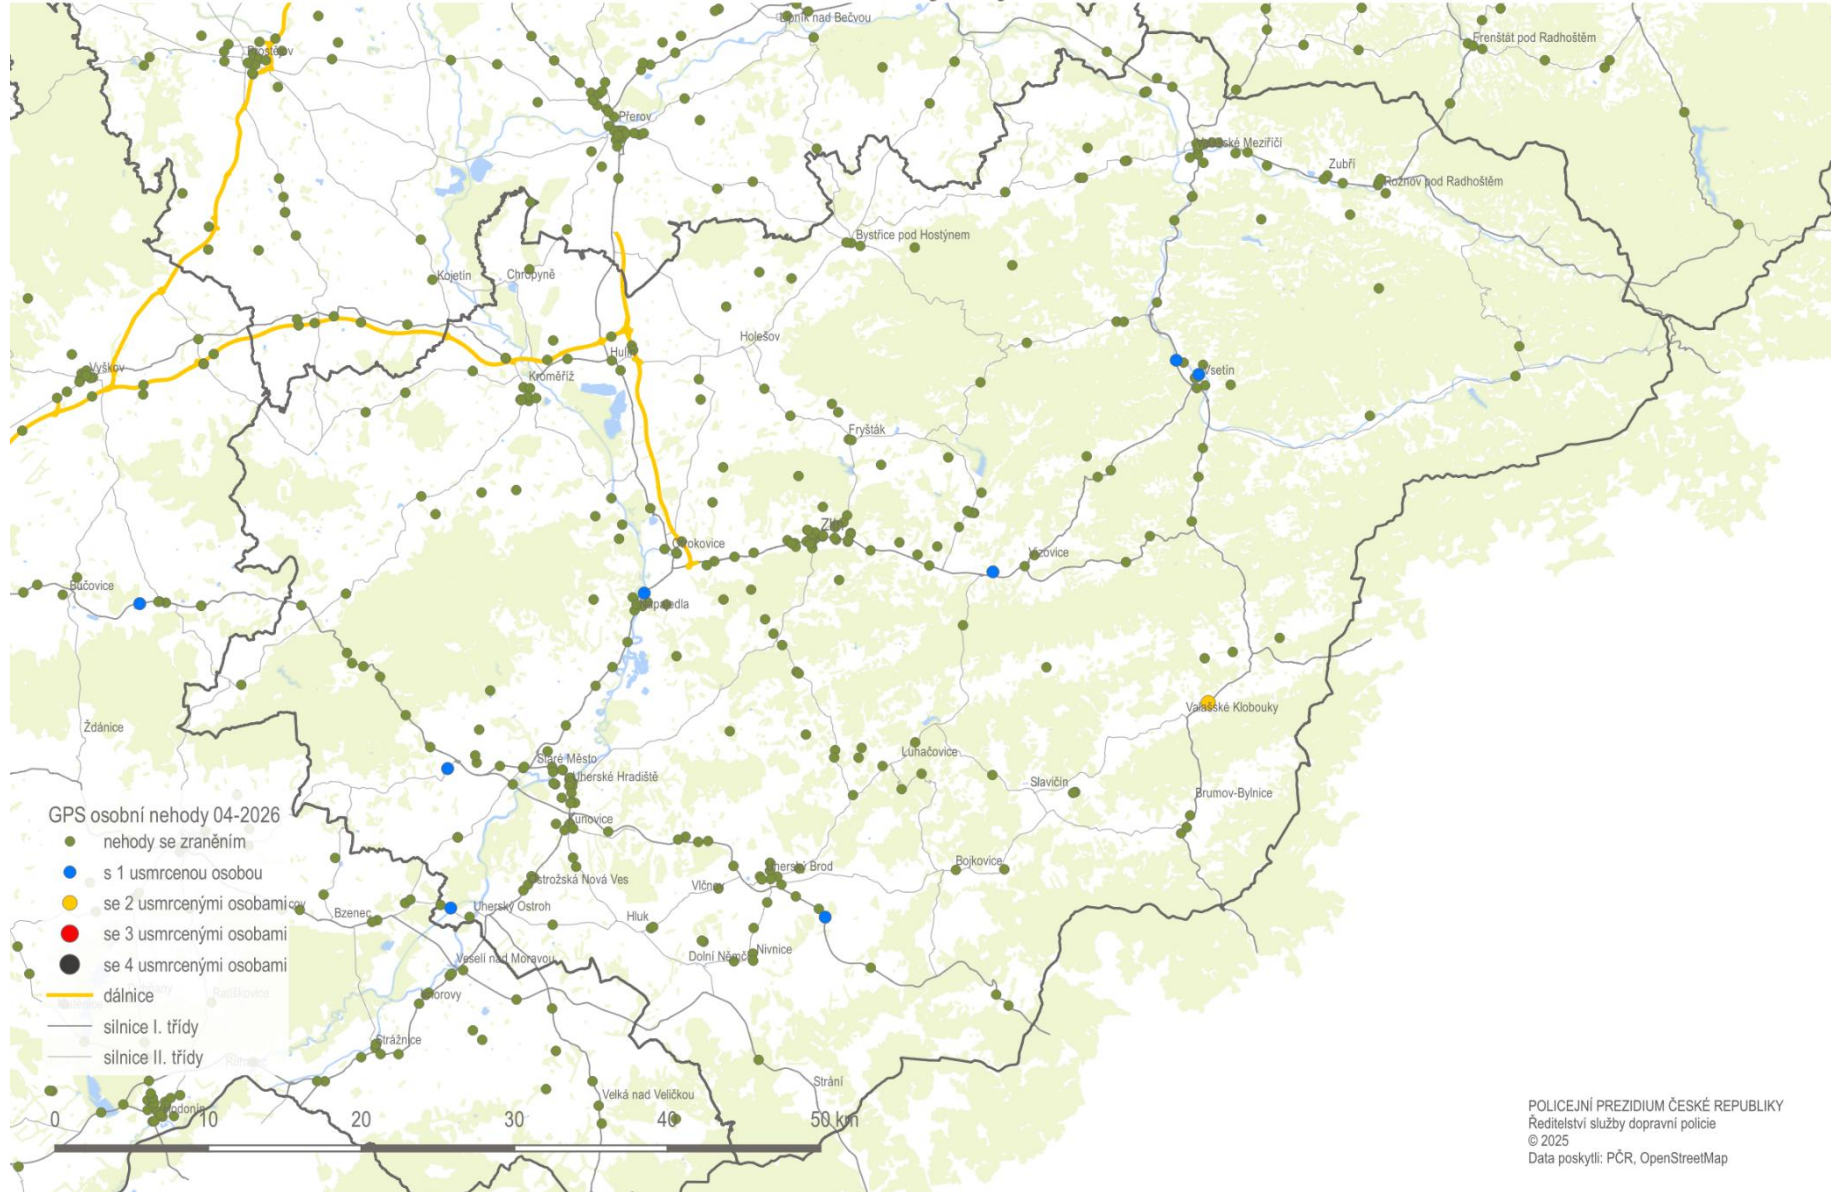 Lipník nad Bečvou
Frenštát pod Radhoštěm
Prostějov
Přerov
Valašské Meziříčí
Zubří
Rožnov pod Radhoštěm
Bystřice pod Hostýnem
Kojetín
Chropyně
Holešov
Hulín
Vyškov
Kroměříž
Vsetín
Fryšták
Zlín
Otrokovice
Vizovice
Bučovice
Napajedla
Ždánice
Valašské Klobouky
Luhačovice
Staré Město
Uherské Hradiště
Slavičín
Brumov-Bylnice
Kunovice
Uherský Brod
Bojkovice
Ostrožská Nová Ves
Vlčnov
Bzenec
Uherský Ostroh
Hluk
Dolní Němčí
Nivnice
Veselí nad Moravou
Vnorovy
Strážnice
Strání
Velká nad Veličkou
Hodonín
Ratíškovice
GPS osobní nehody 04-2026
nehody se zraněním
s 1 usmrcenou osobou
se 2 usmrcenými osobami
se 3 usmrcenými osobami
se 4 usmrcenými osobami
dálnice
silnice I. třídy
silnice II. třídy
0 10 20 30 40 50 km
POLICEJNÍ PREZIDIUM ČESKÉ REPUBLIKY
Ředitelství služby dopravní policie
© 2025
Data poskytli: PČR, OpenStreetMap